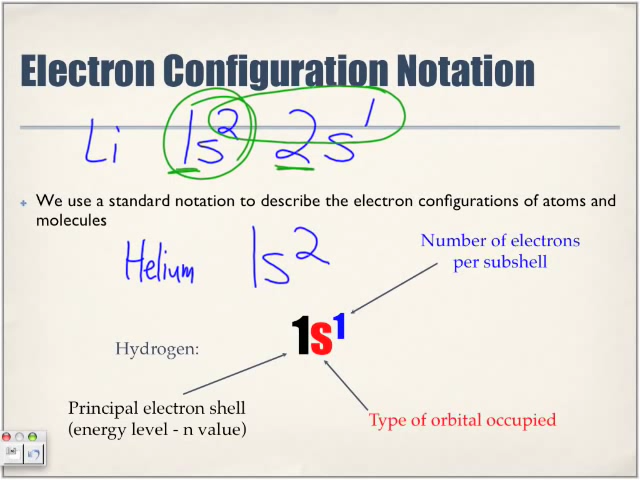 Electron Configuration Notation
Li 1s² 2s¹
We use a standard notation to describe the electron configurations of atoms and
molecules
Helium 1s²
Number of electrons
per subshell
Hydrogen: 1s¹
Principal electron shell
(energy level - n value)
Type of orbital occupied